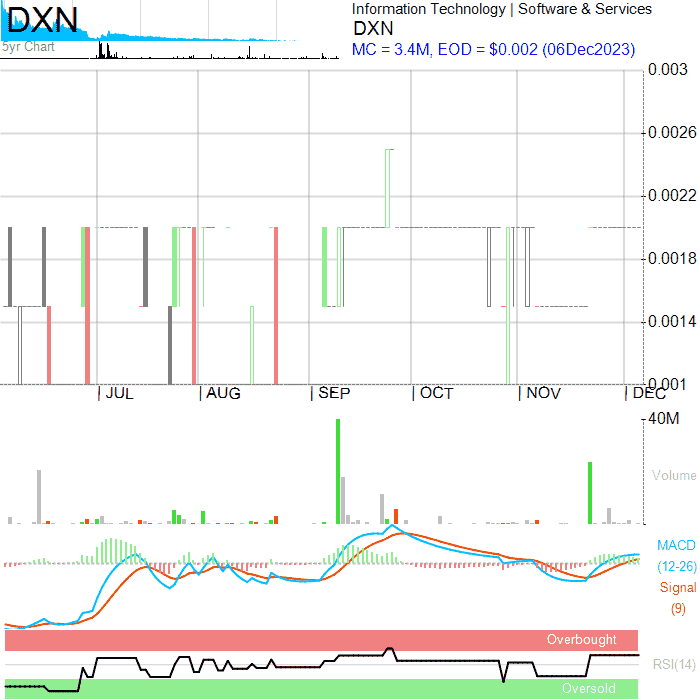 DXN
5yr Chart
Information Technology | Software & Services
DXN
MC = 3.4M, EOD = $0.002 (06Dec2023)
0.003
0.0026
0.0022
0.0018
0.0014
0.001
JUL
AUG
SEP
OCT
NOV
DEC
40M
Volume
MACD
(12-26)
Signal
(9)
Overbought
RSI(14)
Oversold